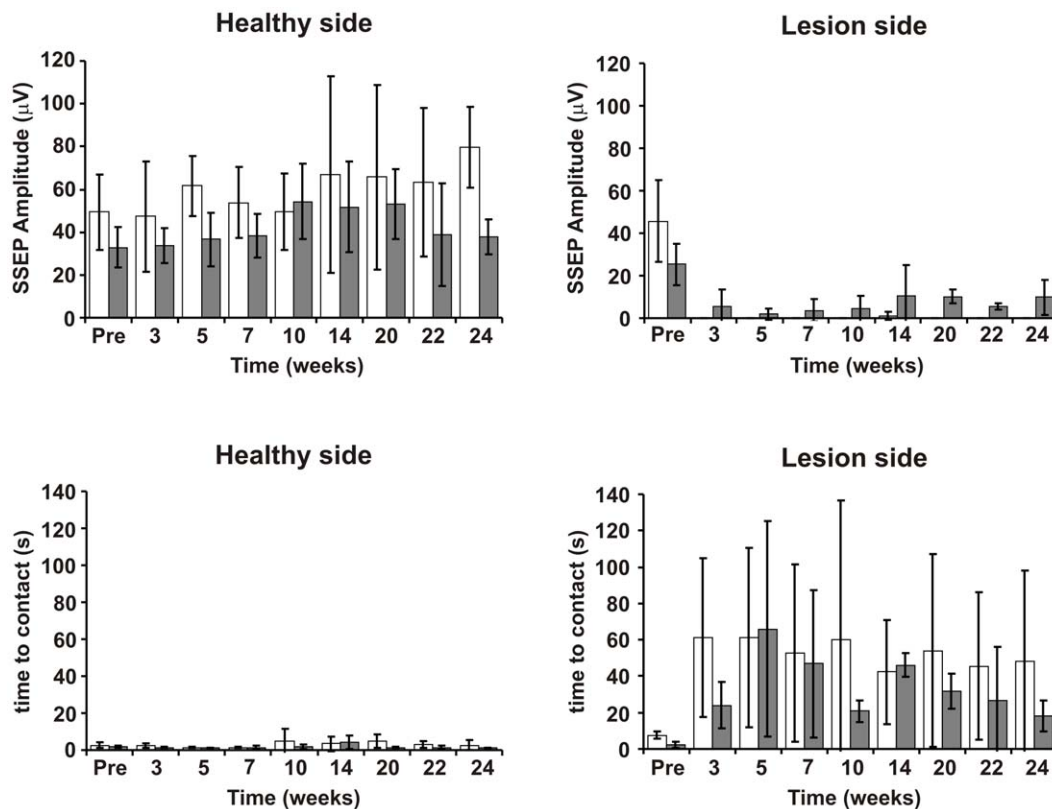 Healthy side
SSEP Amplitude (µV)
120
100
80
60
40
20
0
Pre 3 5 7 10 14 20 22 24
Time (weeks)
Lesion side
SSEP Amplitude (µV)
120
100
80
60
40
20
0
Pre 3 5 7 10 14 20 22 24
Time (weeks)
Healthy side
time to contact (s)
140
120
100
80
60
40
20
0
Pre 3 5 7 10 14 20 22 24
Time (weeks)
Lesion side
time to contact (s)
140
120
100
80
60
40
20
0
Pre 3 5 7 10 14 20 22 24
Time (weeks)